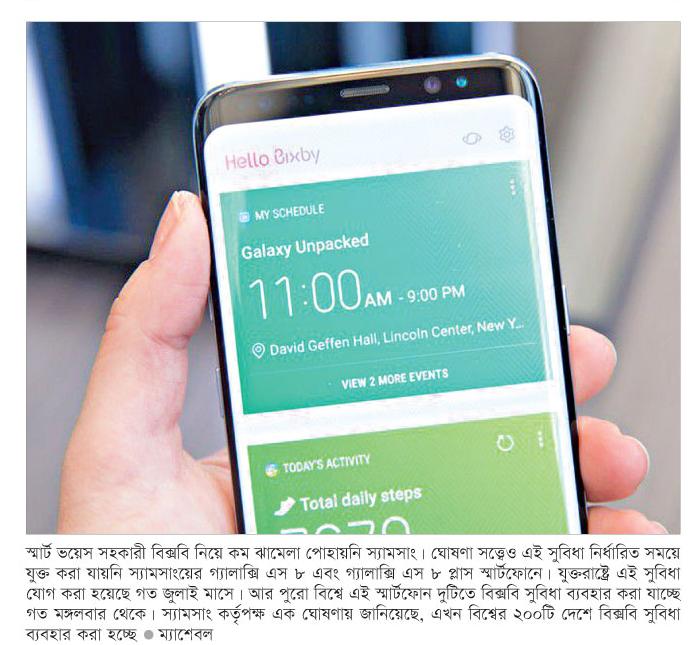 Hello Bixby
MY SCHEDULE
Galaxy Unpacked
11:00 AM - 9:00 PM
David Geffen Hall, Lincoln Center, New Y...
VIEW 2 MORE EVENTS
TODAY'S ACTIVITY
Total daily steps
স্মার্ট ভয়েস সহকারী বিক্সবি নিয়ে কম ঝামেলা পোহায়নি স্যামসাং। ঘোষণা সত্ত্বেও এই সুবিধা নির্ধারিত সময়ে
যুক্ত করা যায়নি স্যামসাংয়ের গ্যালাক্সি এস ৮ এবং গ্যালাক্সি এস ৮ প্লাস স্মার্টফোনে। যুক্তরাষ্ট্রে এই সুবিধা
যোগ করা হয়েছে গত জুলাই মাসে। আর পুরো বিশ্বে এই স্মার্টফোন দুটিতে বিক্সবি সুবিধা ব্যবহার করা যাচ্ছে
গত মঙ্গলবার থেকে। স্যামসাং কর্তৃপক্ষ এক ঘোষণায় জানিয়েছে, এখন বিশ্বের ২০০টি দেশে বিক্সবি সুবিধা
ব্যবহার করা হচ্ছে ● ম্যাশেবল